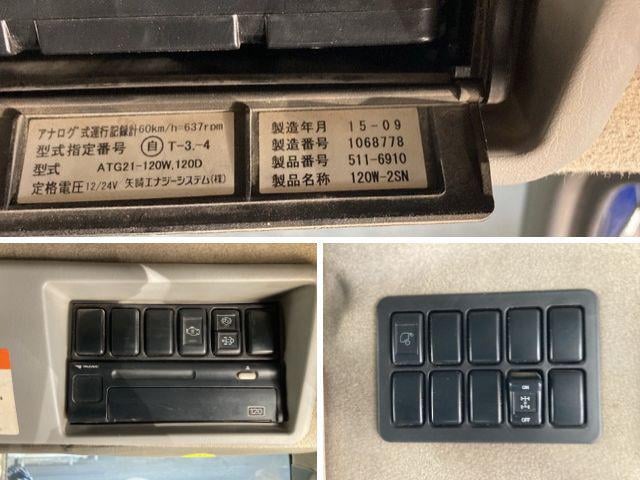 アナログ式運行記録計60km/h=637rpm
型式指定番号 自 T-3.-4
型式 ATG21-120W,120D
定格電圧12/24V 矢崎エナジーシステム(株)
製造年月 15-09
製造番号 1068778
製品番号 511-6910
製品名称 120W-2SN
120
ON
OFF